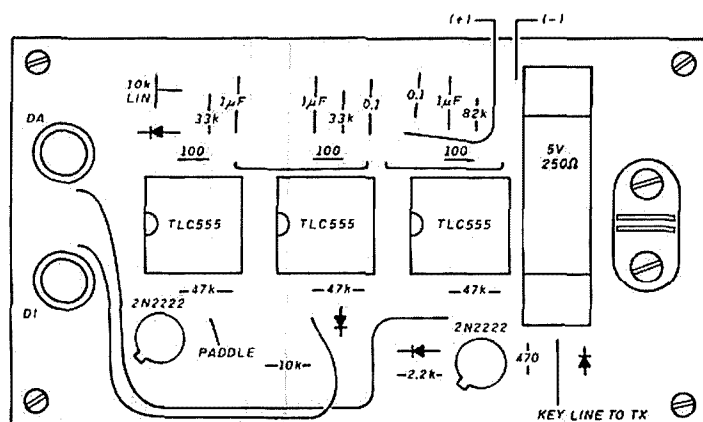 (+)
(-)
10k
LIN
33k
1µF
1µF
33k
0.1
0.1
1µF
82k
DA
100
100
100
5V
250Ω
TLC555
TLC555
TLC555
47k
47k
47k
DI
2N2222
2N2222
PADDLE
10k
2.2k
470
KEY LINE TO TX